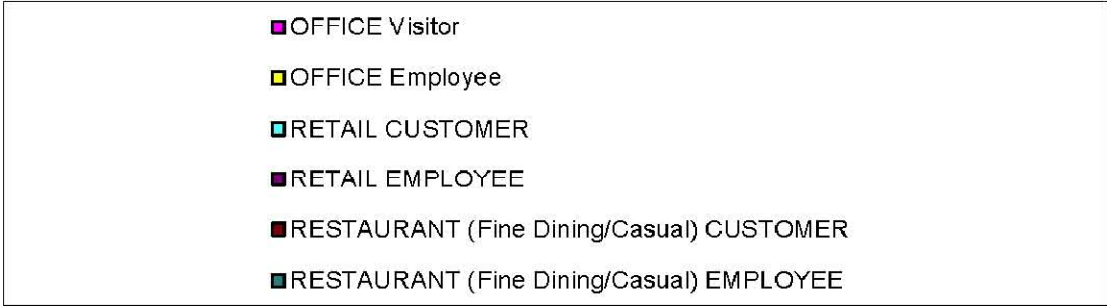 OFFICE Visitor
OFFICE Employee
RETAIL CUSTOMER
RETAIL EMPLOYEE
RESTAURANT (Fine Dining/Casual) CUSTOMER
RESTAURANT (Fine Dining/Casual) EMPLOYEE